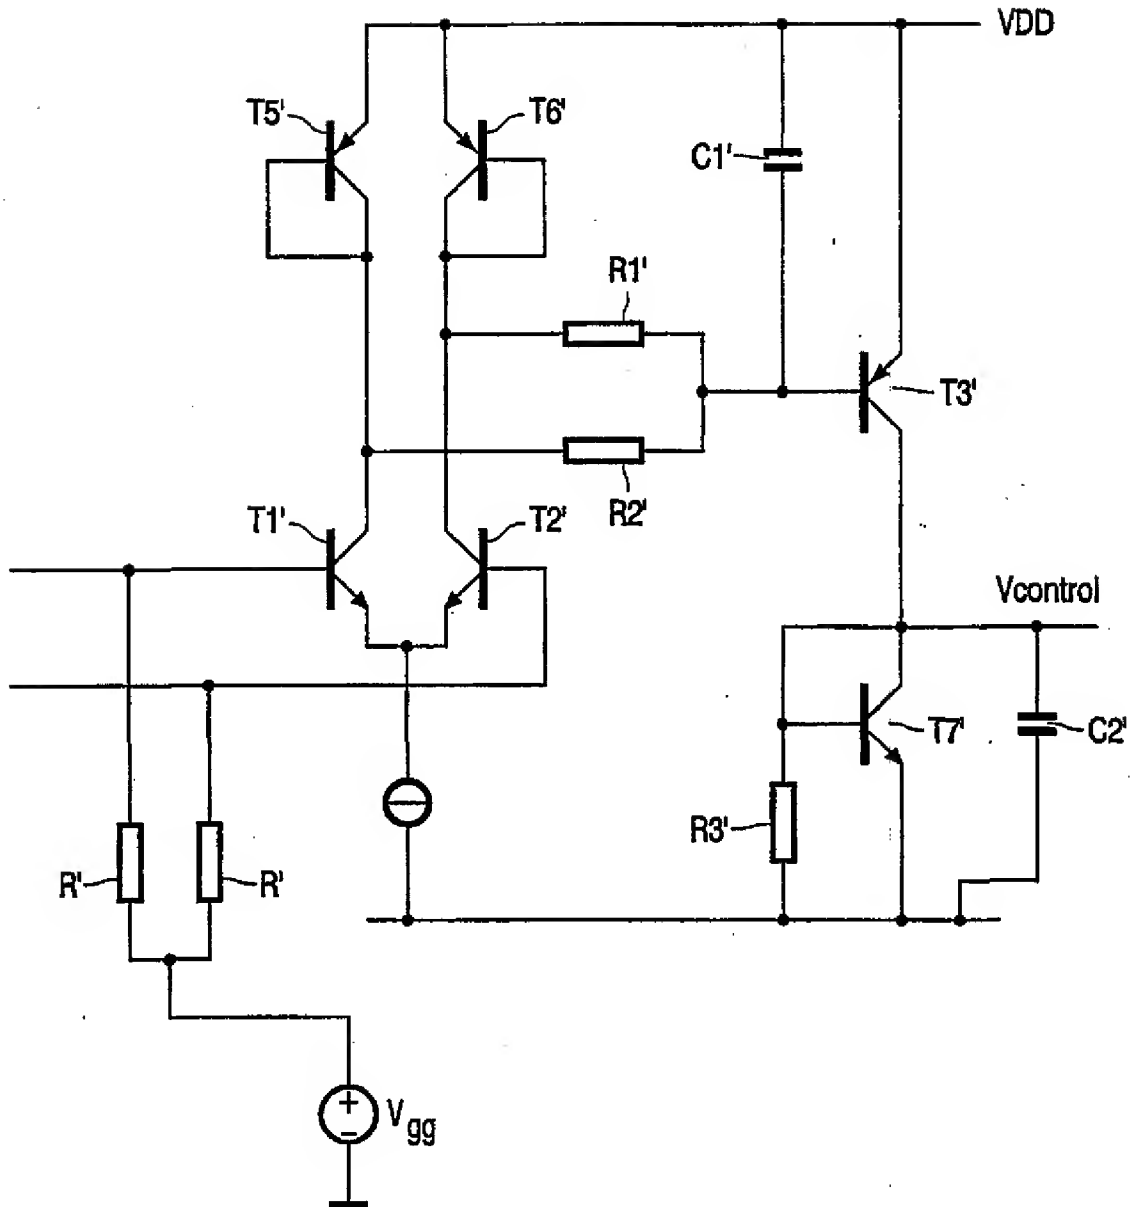 VDD
T5'
T6'
C1'
R1'
T3'
R2'
T1'
T2'
Vcontrol
T7'
C2'
R3'
R'
R'
+
−
Vgg